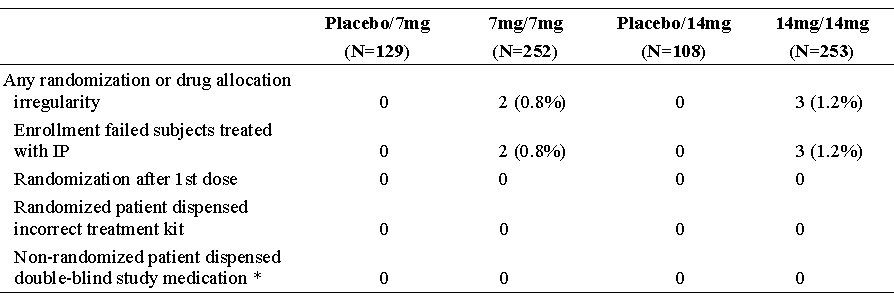 Placebo/7mg 7mg/7mg Placebo/14mg 14mg/14mg
(N=129) (N=252) (N=108) (N=253)
Any randomization or drug allocation
irregularity 0 2 (0.8%) 0 3 (1.2%)
Enrollment failed subjects treated
with IP 0 2 (0.8%) 0 3 (1.2%)
Randomization after 1st dose 0 0 0 0
Randomized patient dispensed
incorrect treatment kit 0 0 0 0
Non-randomized patient dispensed
double-blind study medication * 0 0 0 0